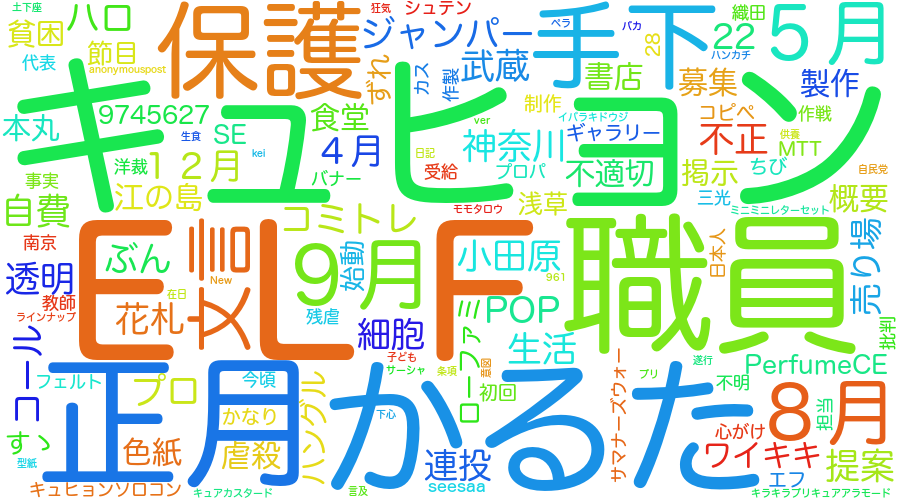 土下座
ハロ
保護
狂気
シュテン
ジャンパー
ペラ
手下
バカ
織田
22
5月
貧困
節目
代表
anonymouspost
ずれ
カス
作製
武蔵
書店
28
ハンカチ
募集
製作
キュヒョン
9745627
本丸
生食
SE
食堂
4月
ver
神奈川
制作
イバラキドウジ
ギャラリー
コピペ
作戦
不正
供養
MTT
洋裁
12月
kei
バナー
日記
受給
プロパ
不適切
掲示
ちび
自民党
事実
江の島
自費
コミトレ
モモタロウ
浅草
三光
概要
ミニミニレターセット
南京
ぶん
文言
ELF
9月
始動
小田原
961
職員
日本人
売り場
透明
New
在日
教師
ラインナップ
花札
残虐
細胞
ローファミ
POP
批判
コール
子ども
生活
意図
遂行
PerfumeCE
正月かるた
フェルト
プロ
今頃
サーシャ
条項
初回
サマナーズウォー
プリ
不明
8月
担当
かなり
ハングル
下心
すゝ
色紙
虐殺
連投
心がけ
ワイキキ
提案
型紙
キュヒョンソロコン
キュアカスタード
言及
seesaa
エフ
キラキラプリキュアアラモード